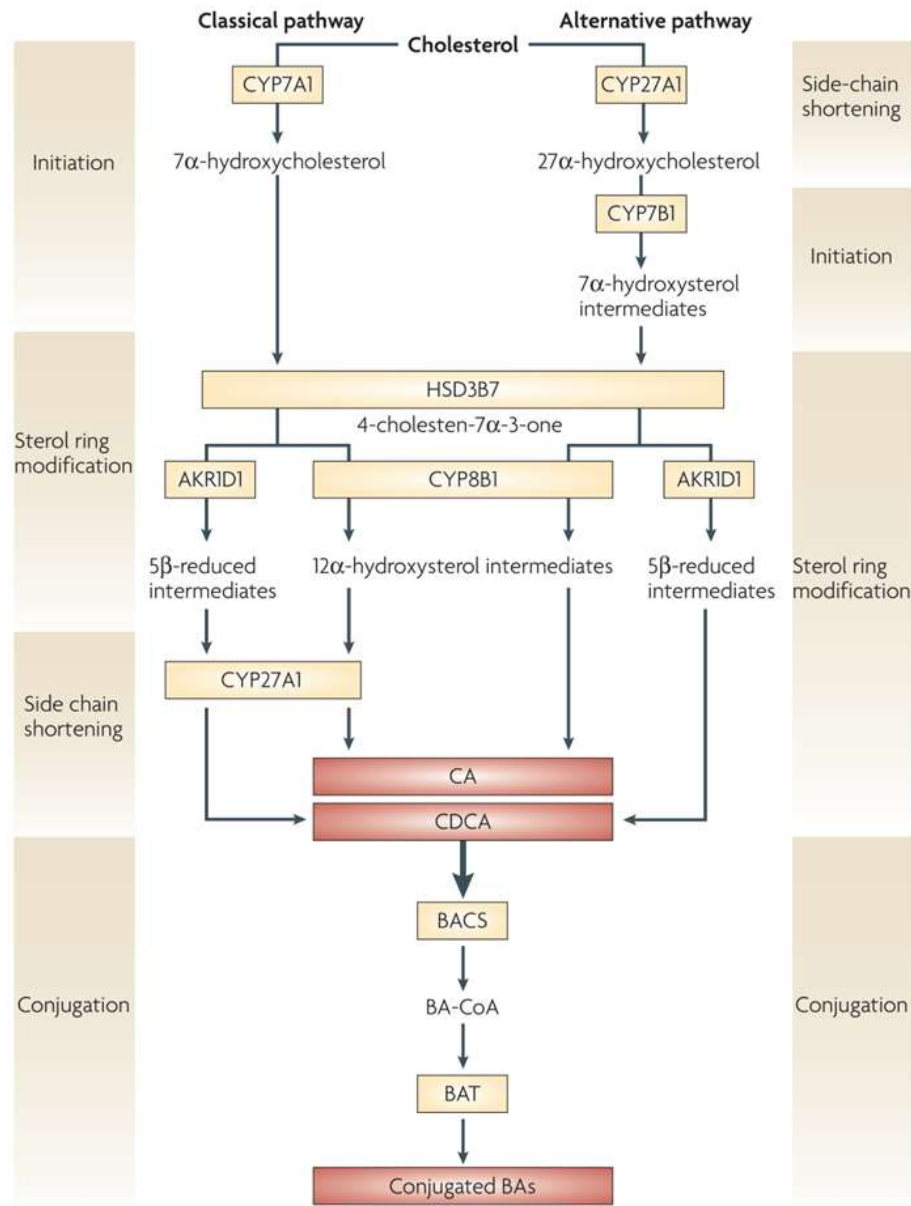 Classical pathway
Alternative pathway
Cholesterol
CYP7A1
CYP27A1
Side-chain
shortening
Initiation
7α-hydroxycholesterol
27α-hydroxycholesterol
CYP7B1
Initiation
7α-hydroxysterol
intermediates
HSD3B7
4-cholesten-7α-3-one
Sterol ring
modification
AKR1D1
CYP8B1
AKR1D1
5β-reduced
intermediates
12α-hydroxysterol intermediates
5β-reduced
intermediates
Sterol ring
modification
CYP27A1
Side chain
shortening
CA
CDCA
BACS
Conjugation
BA-CoA
Conjugation
BAT
Conjugated BAs